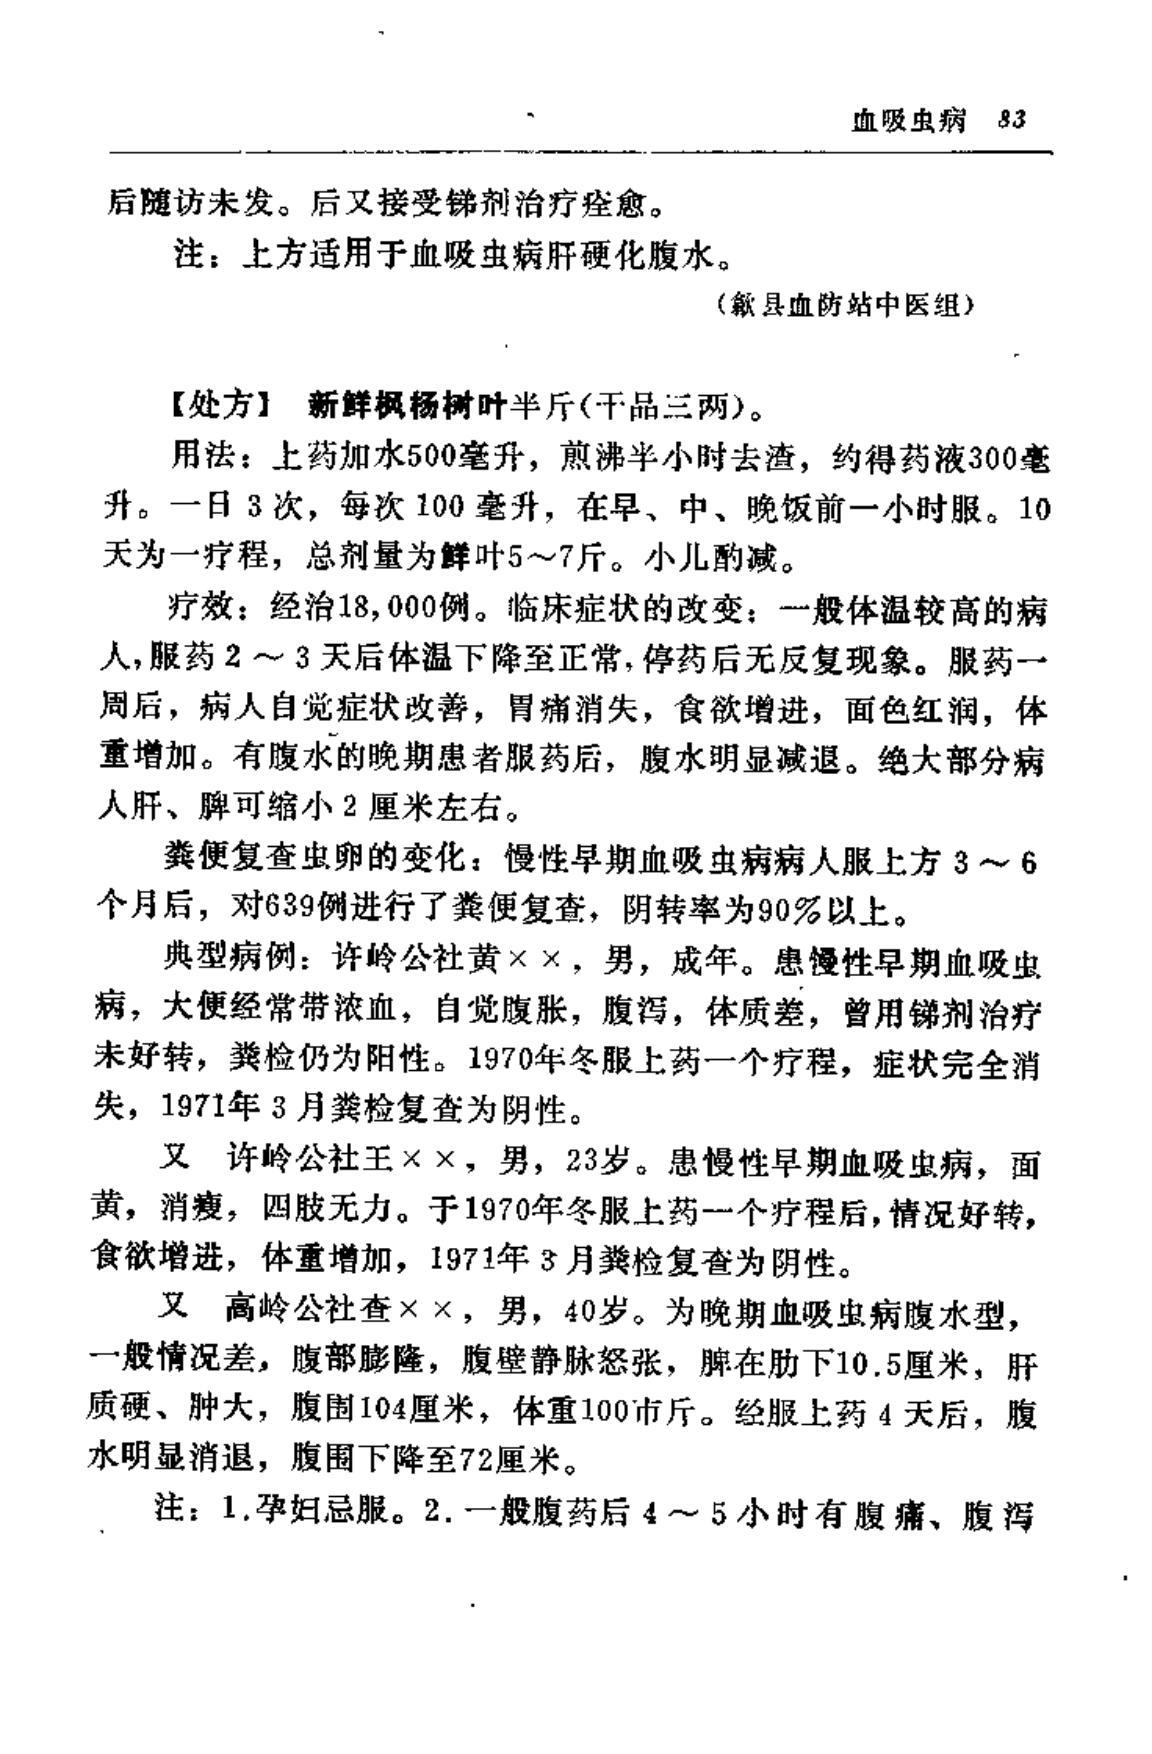 血吸虫病 83
后随访未发。后又接受锑剂治疗痊愈。
注：上方适用于血吸虫病肝硬化腹水。
（歙县血防站中医组）
【处方】 新鲜枫杨树叶半斤(干品三两)。
用法：上药加水500毫升，煎沸半小时去渣，约得药液300毫
升。一日3次，每次100毫升，在早、中、晚饭前一小时服。10
天为一疗程，总剂量为鲜叶5～7斤。小儿酌减。
疗效：经治18,000例。临床症状的改变：一般体温较高的病
人，服药2～3天后体温下降至正常，停药后无反复现象。服药一
周后，病人自觉症状改善，胃痛消失，食欲增进，面色红润，体
重增加。有腹水的晚期患者服药后，腹水明显减退。绝大部分病
人肝、脾可缩小2厘米左右。
粪便复查虫卵的变化：慢性早期血吸虫病病人服上方3～6
个月后，对639例进行了粪便复查，阴转率为90%以上。
典型病例：许岭公社黄××，男，成年。患慢性早期血吸虫
病，大便经常带浓血，自觉腹胀，腹泻，体质差，曾用锑剂治疗
未好转，粪检仍为阳性。1970年冬服上药一个疗程，症状完全消
失，1971年3月粪检复查为阴性。
又 许岭公社王××，男，23岁。患慢性早期血吸虫病，面
黄，消瘦，四肢无力。于1970年冬服上药一个疗程后，情况好转，
食欲增进，体重增加，1971年3月粪检复查为阴性。
又 高岭公社查××，男，40岁。为晚期血吸虫病腹水型，
一般情况差，腹部膨隆，腹壁静脉怒张，脾在肋下10.5厘米，肝
质硬、肿大，腹围104厘米，体重100市斤。经服上药4天后，腹
水明显消退，腹围下降至72厘米。
注：1.孕妇忌服。2.一般腹药后4～5小时有腹痛、腹泻